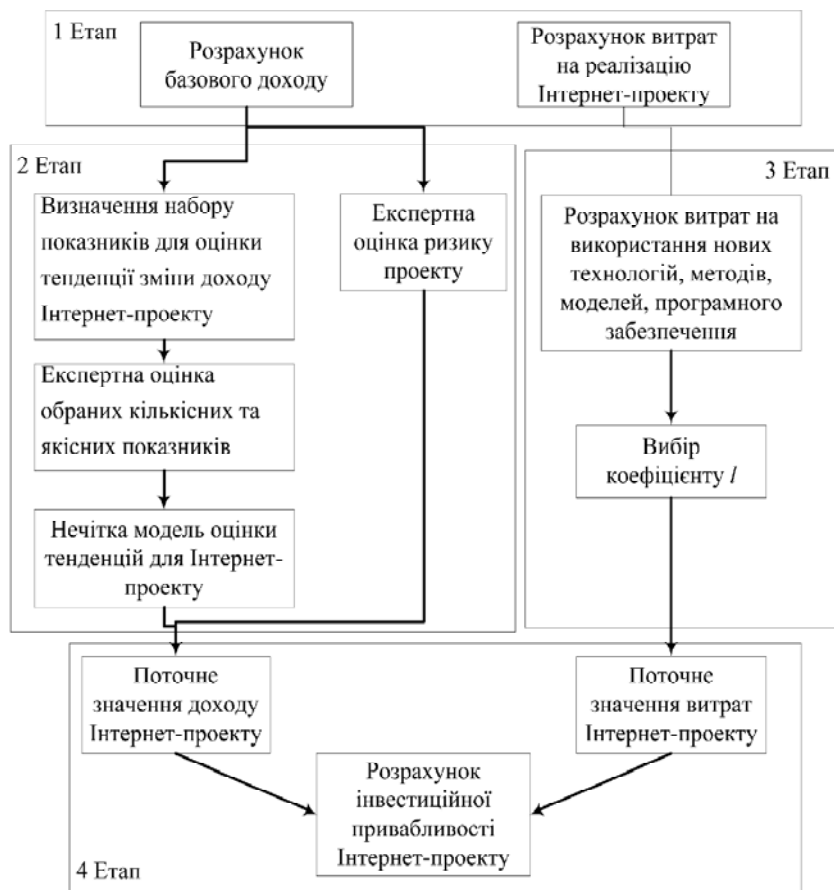 1 Етап
Розрахунок
базового доходу
Розрахунок витрат
на реалізацію
Інтернет-проекту
2 Етап
Визначення набору
показників для оцінки
тенденції зміни доходу
Інтернет-проекту
Експертна
оцінка ризику
проекту
Експертна оцінка
обраних кількісних та
якісних показників
Нечітка модель оцінки
тенденцій для Інтернет-
проекту
3 Етап
Розрахунок витрат на
використання нових
технологій, методів,
моделей, програмного
забезпечення
Вибір
коефіцієнту l
Поточне
значення доходу
Інтернет-проекту
Поточне
значення витрат
Інтернет-проекту
Розрахунок
інвестиційної
привабливості
Інтернет-проекту
4 Етап